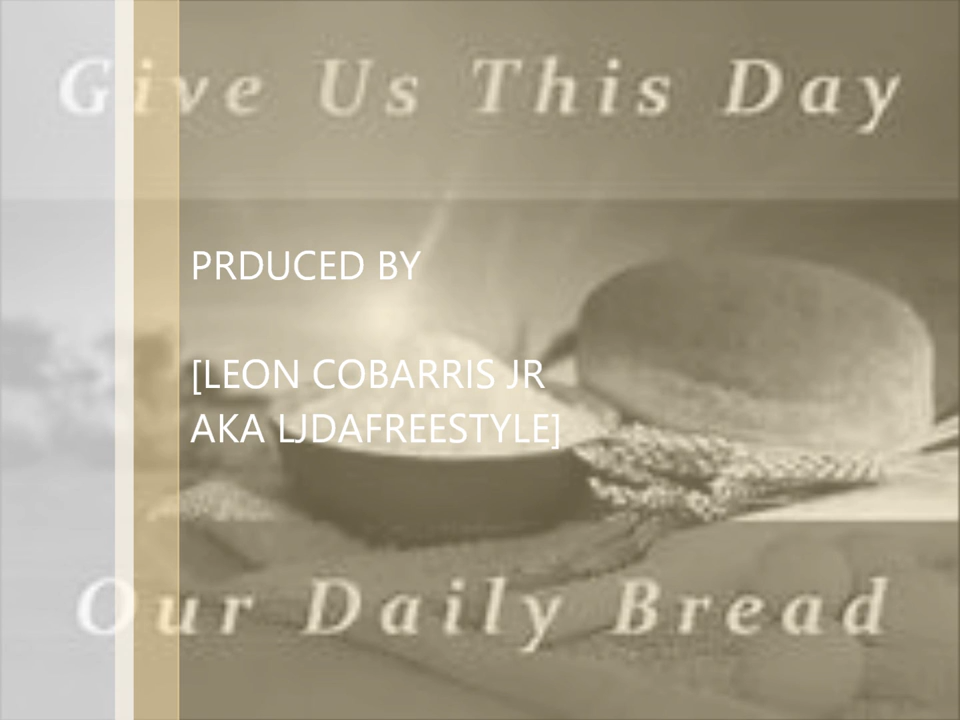 Give Us This Day
PRDUCED BY
[LEON COBARRIS JR
AKA LJDAFREESTYLE]
Our Daily Bread